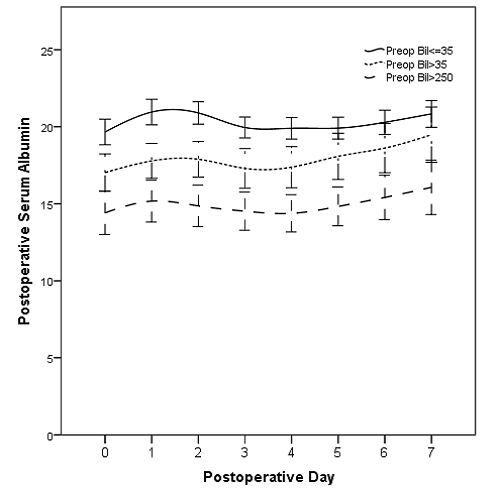 Postoperative Serum Albumin
25
20
15
10
5
0
Preop Bil<=35
Preop Bil>35
Preop Bil>250
0 1 2 3 4 5 6 7
Postoperative Day